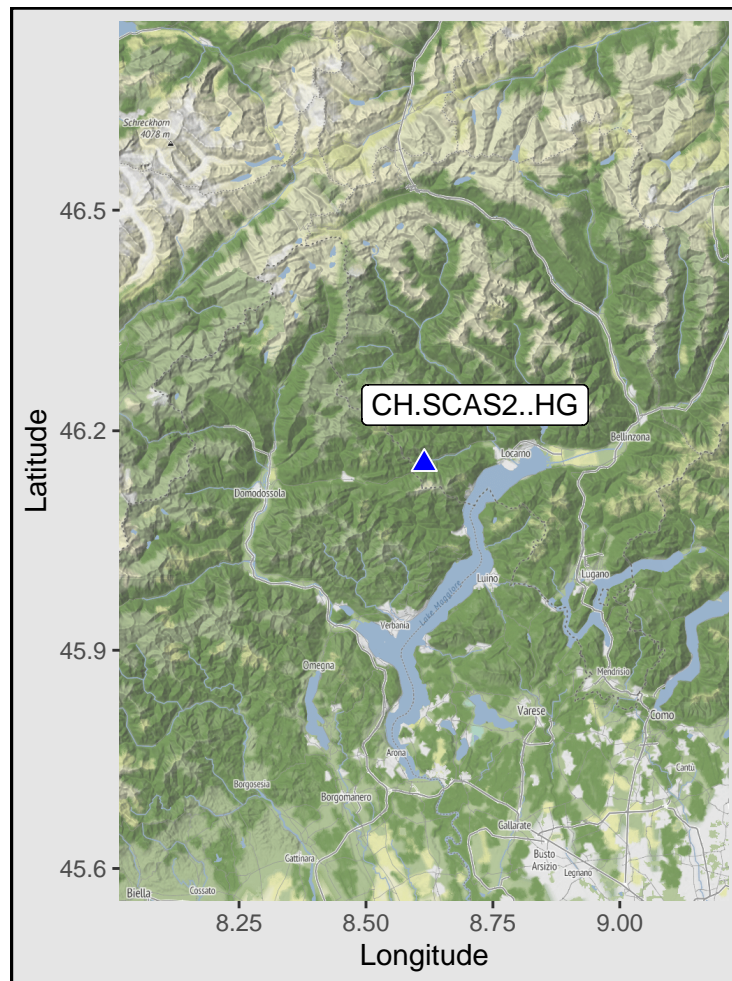 Schreckhorn
4078 m
46.5
CH.SCAS2..HG
46.2
Bellinzona
Locarno
Domodossola
Latitude
Luino
Lugano
Lake Maggiore
Verbania
45.9
Omegna
Mendrisio
Varese
Como
Arona
Cantù
Borgosesia
Borgomanero
Gallarate
Busto
Arsizio
Gattinara
Legnano
45.6
Biella
Cossato
8.25
8.50
8.75
9.00
Longitude